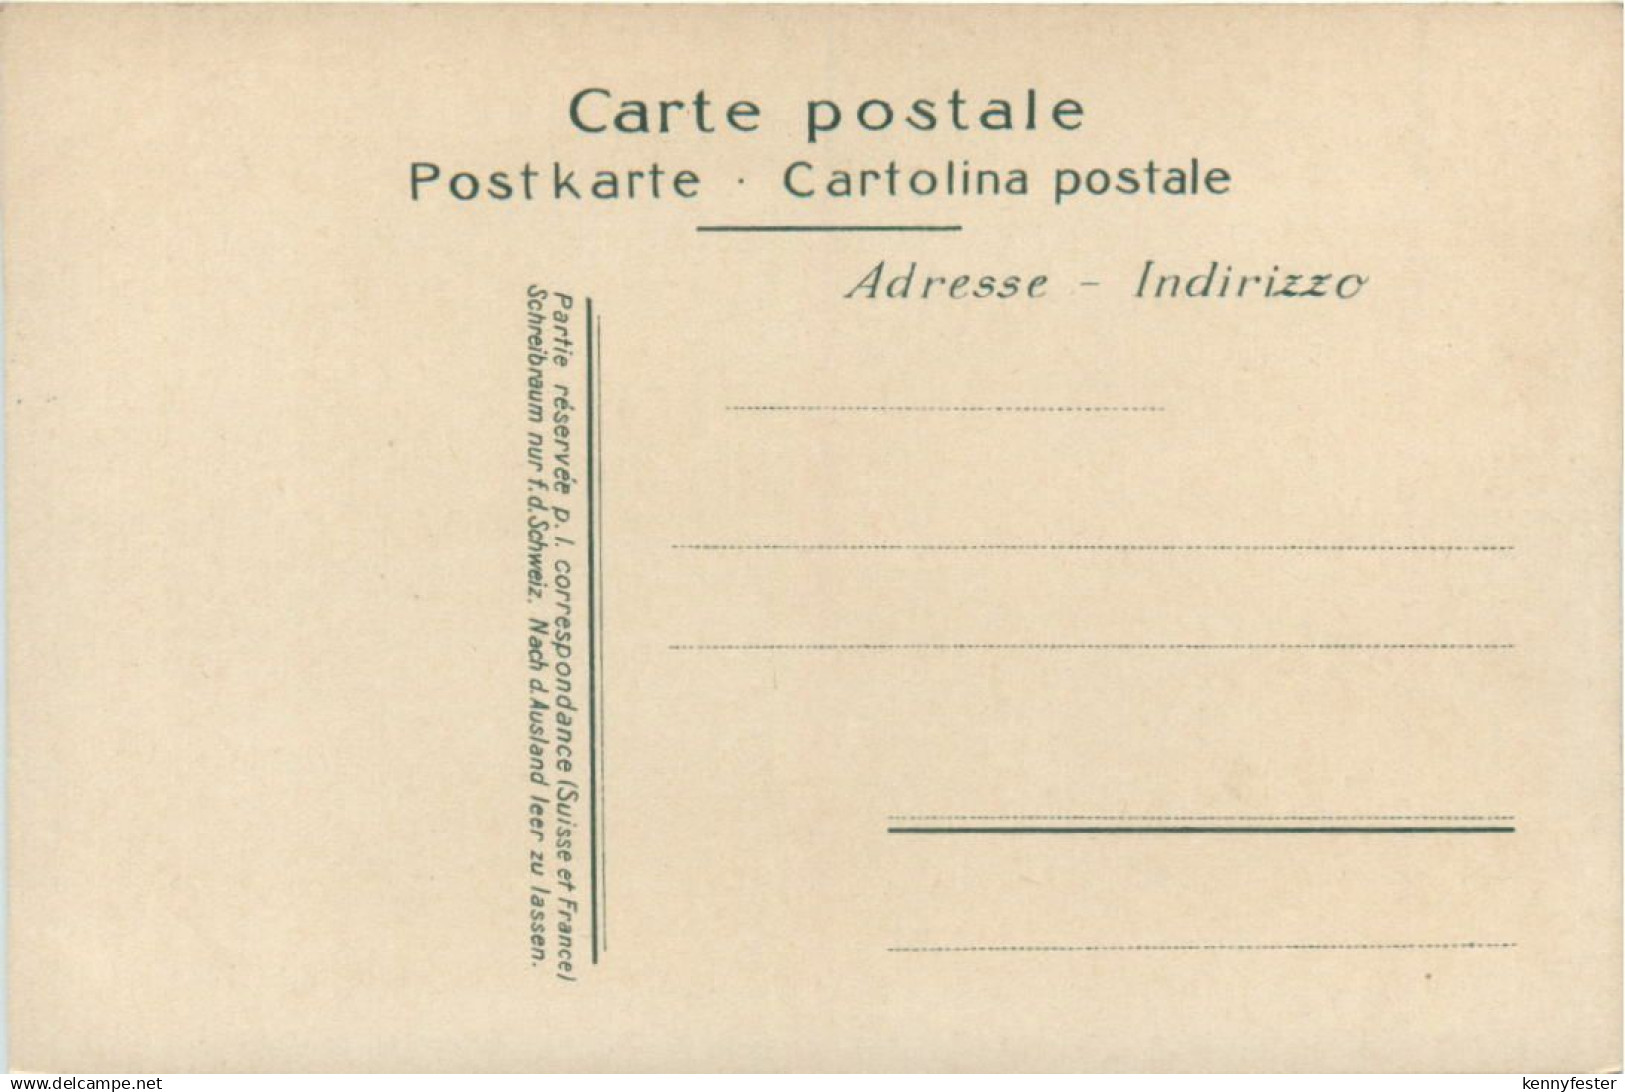 Carte postale
Postkarte · Cartolina postale
Adresse - Indirizzo
Partie réservée p. l. correspondance (Suisse et France)
Schreibraum nur f. d. Schweiz. Nach d. Ausland leer zu lassen.
www.delcampe.net
kennyfester